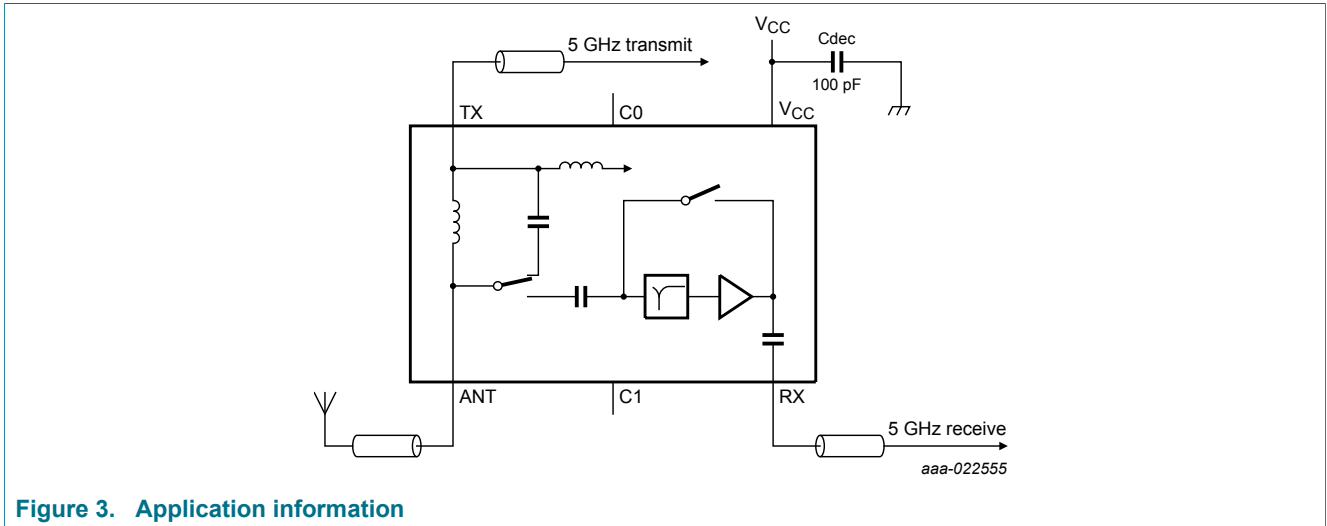 VCC
Cdec
5 GHz transmit
100 pF
TX
C0
VCC
ANT
C1
RX
5 GHz receive
aaa-022555
Figure 3. Application information